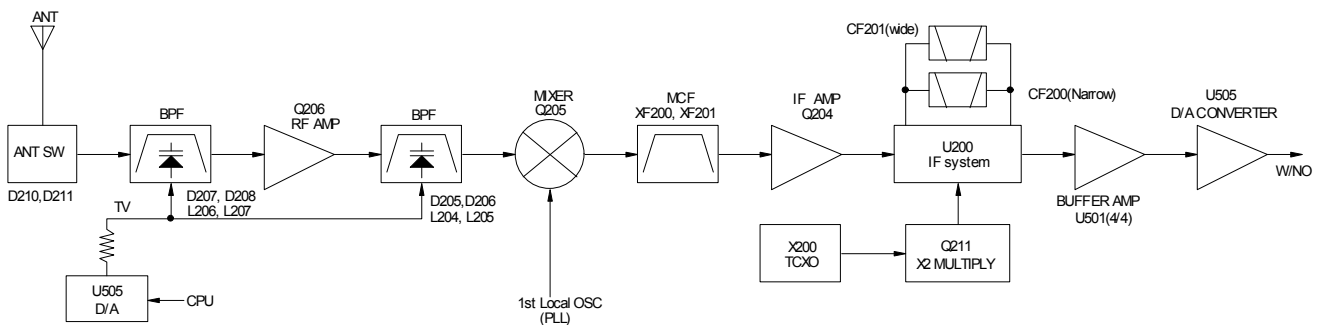 ANT
ANT SW
D210, D211
BPF
D207, D208
L206, L207
TV
U505
D/A
CPU
Q206
RF AMP
BPF
D205, D206
L204, L205
MIXER
Q205
1st Local OSC
(PLL)
MCF
XF200, XF201
IF AMP
Q204
CF201(wide)
CF200(Narrow)
U200
IF system
X200
TCXO
Q211
X2 MULTIPLY
BUFFER AMP
U501(4/4)
U505
D/A CONVERTER
W/NO